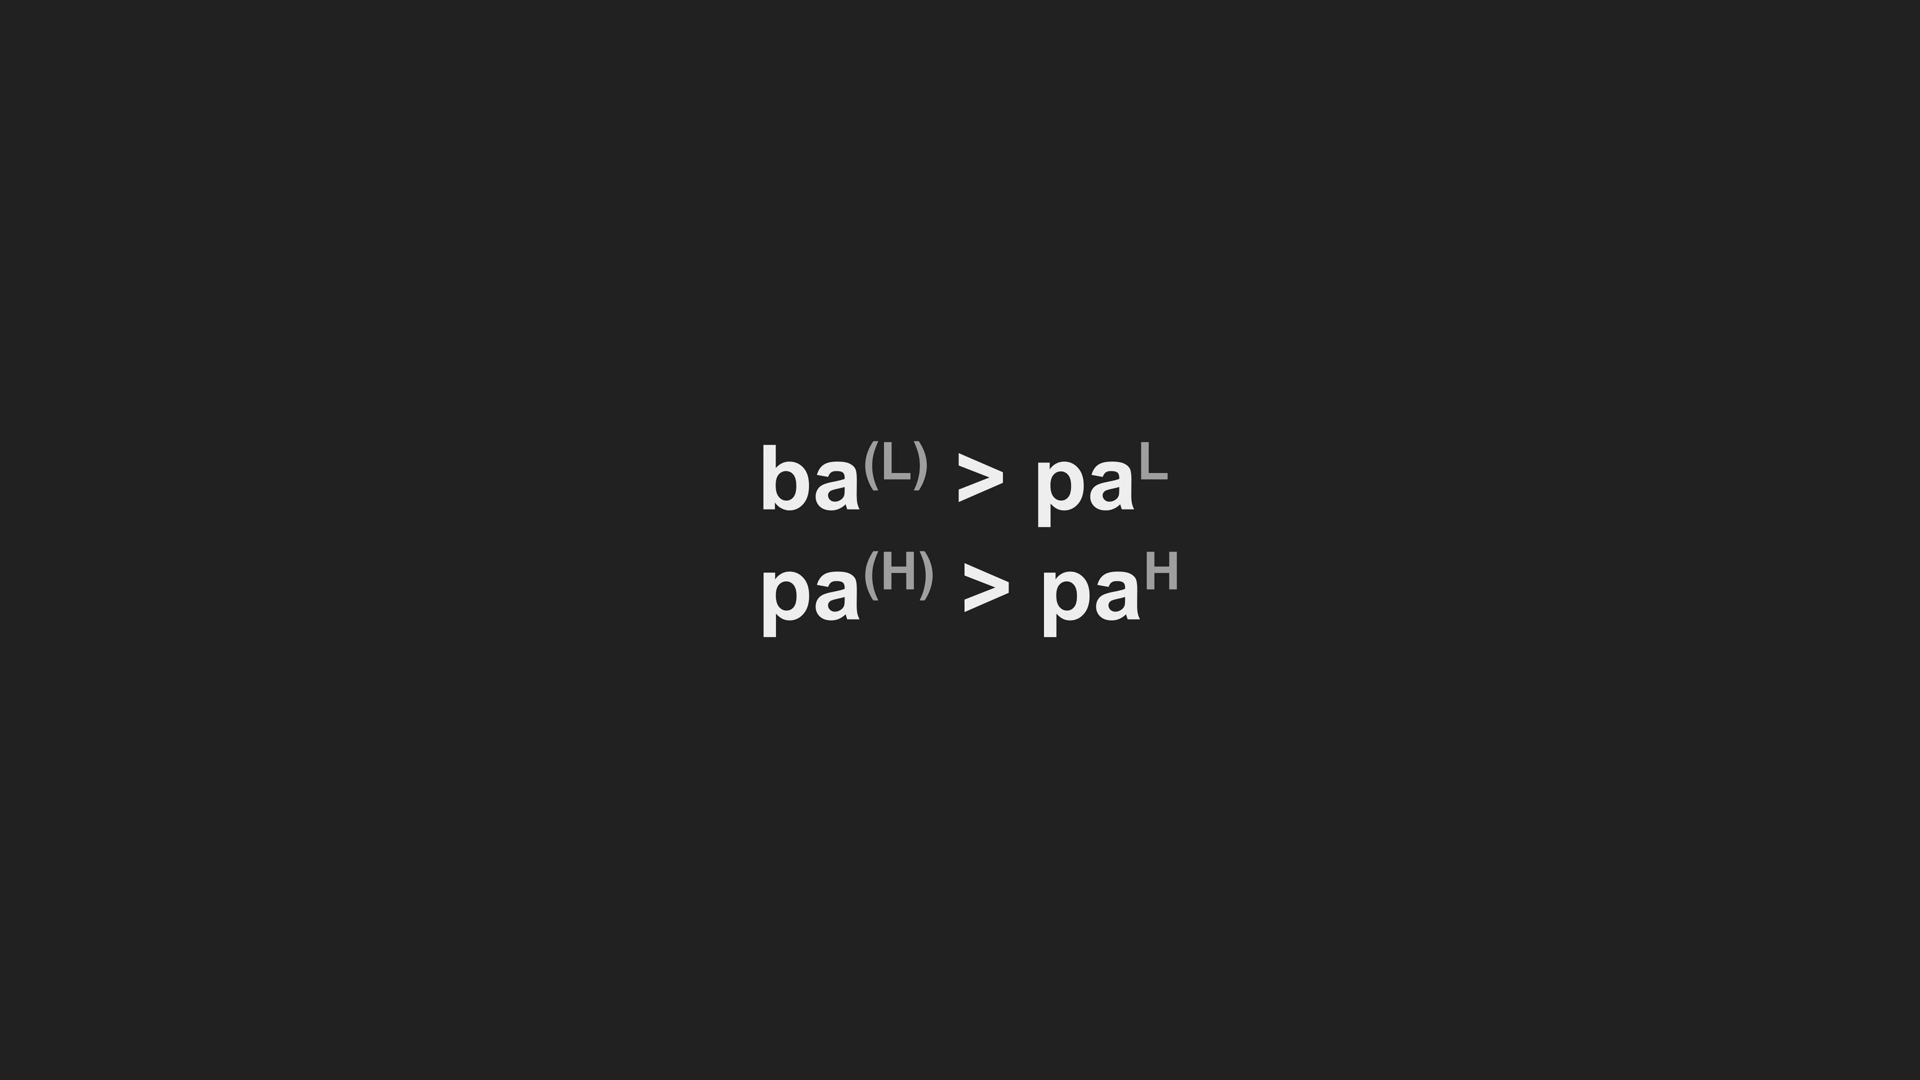 ba⁽ᴸ⁾ > paᴸ
pa⁽ᴴ⁾ > paᴴ